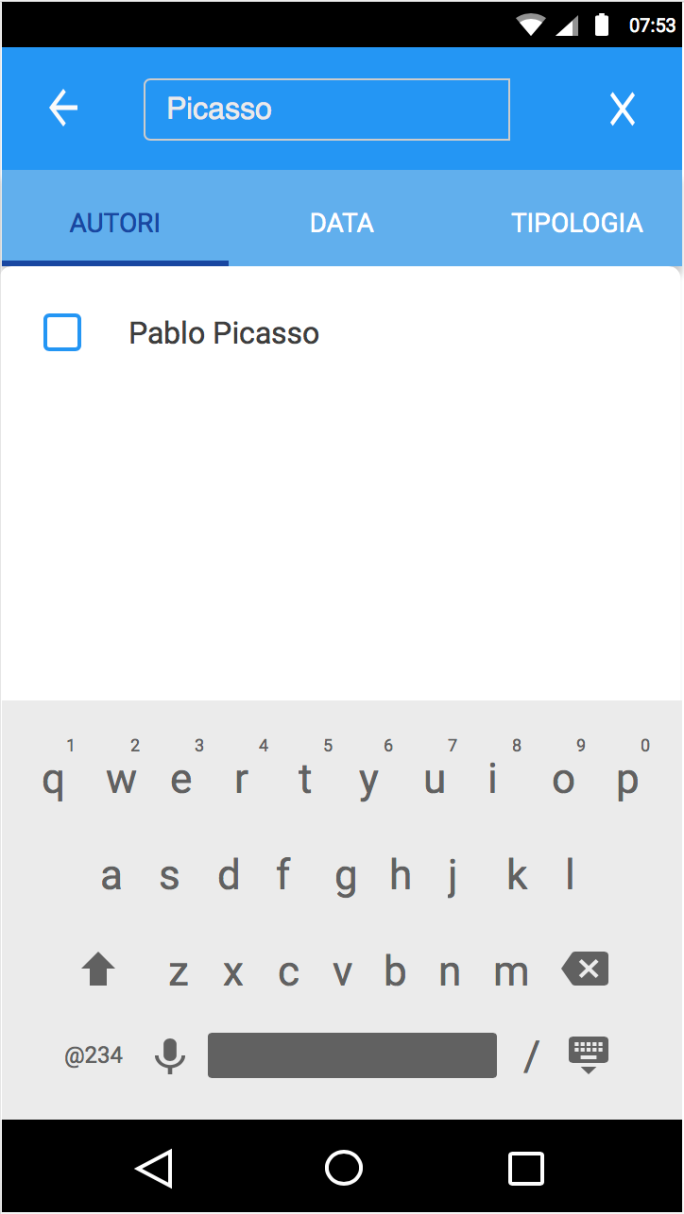 07:53
Picasso
AUTORI DATA TIPOLOGIA
Pablo Picasso
1 2 3 4 5 6 7 8 9 0
q w e r t y u i o p
a s d f g h j k l
z x c v b n m
@234 /